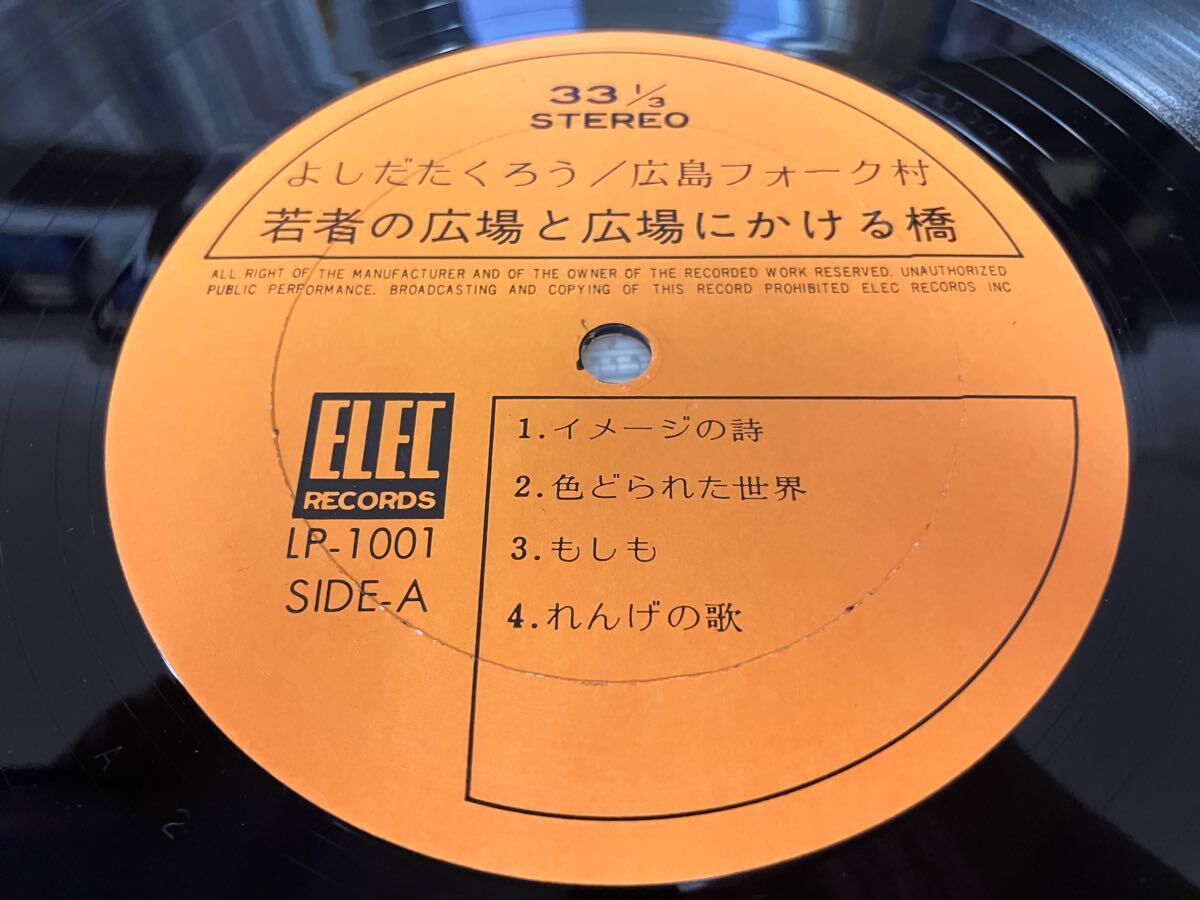 33 1/3
STEREO
よしだたくろう/広島フォーク村
若者の広場と広場にかける橋
ALL RIGHT OF THE MANUFACTURER AND OF THE OWNER OF THE RECORDED WORK RESERVED. UNAUTHORIZED
PUBLIC PERFORMANCE. BROADCASTING AND COPYING OF THIS RECORD PROHIBITED ELEC RECORDS INC
ELEC
RECORDS
LP-1001
SIDE-A
1.イメージの詩
2.色どられた世界
3.もしも
4.れんげの歌
A 2